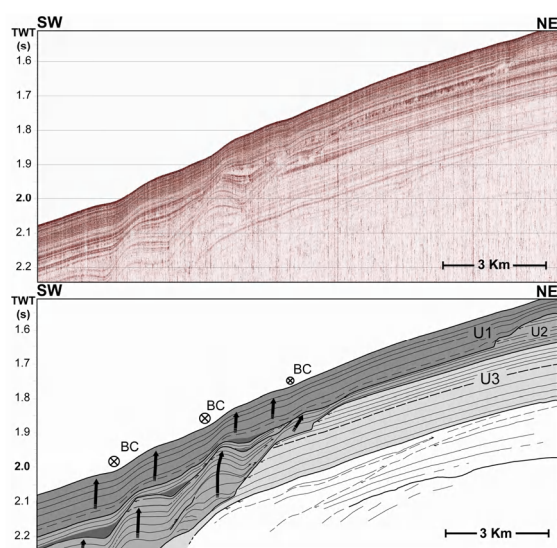 SW NE
TWT
(s)
1.6
1.7
1.8
1.9
2.0
2.1
2.2
3 Km
SW NE
TWT
(s)
1.6
U1 U2
1.7
U3
BC
1.8
BC
1.9
BC
2.0
2.1
2.2
3 Km